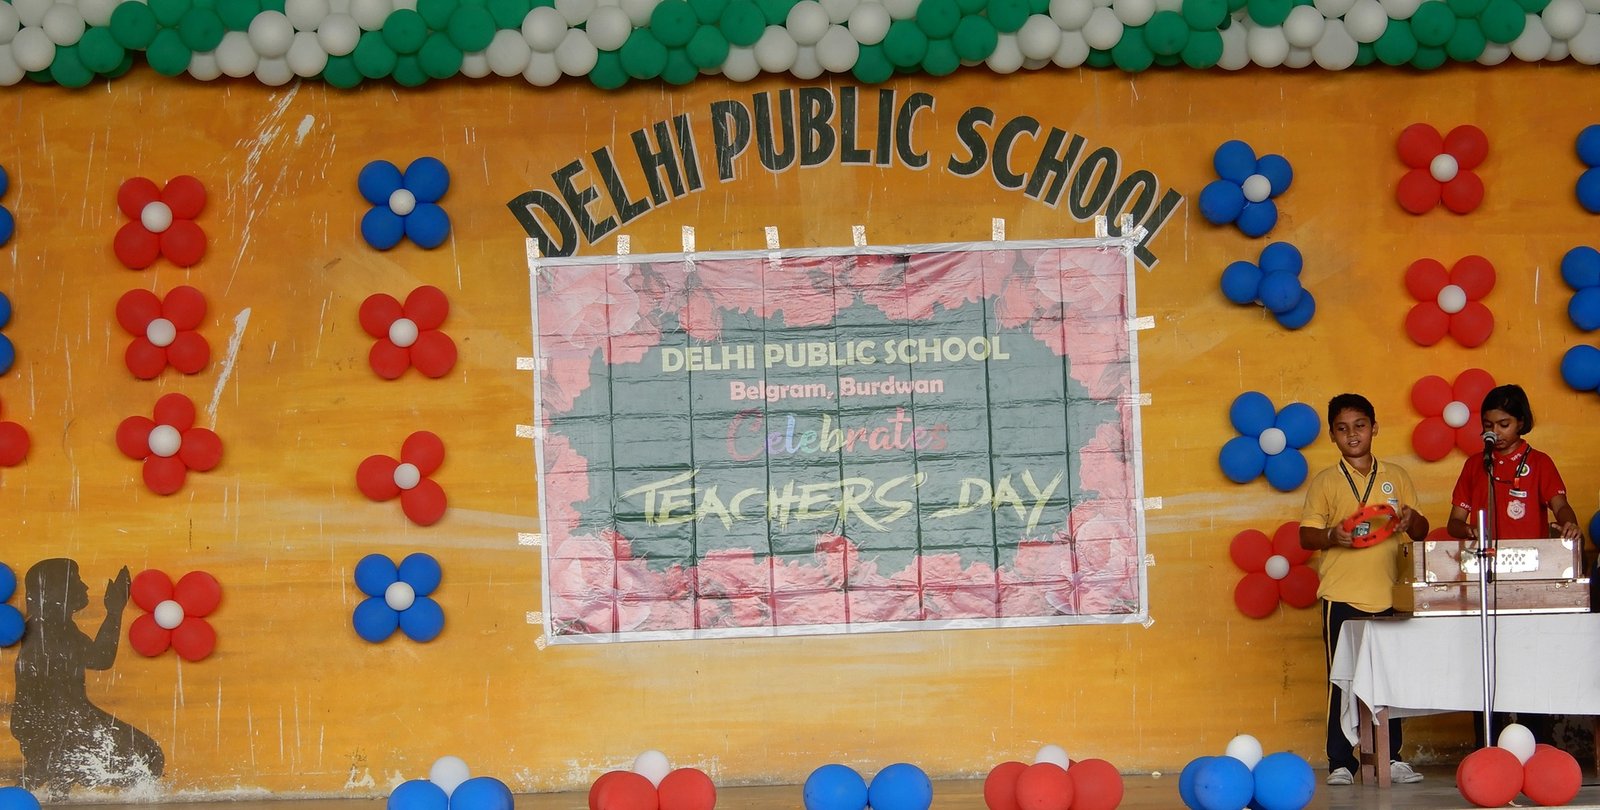 DELHI PUBLIC SCHOOL
DELHI PUBLIC SCHOOL
Belgram, Burdwan
Celebrates
TEACHERS' DAY